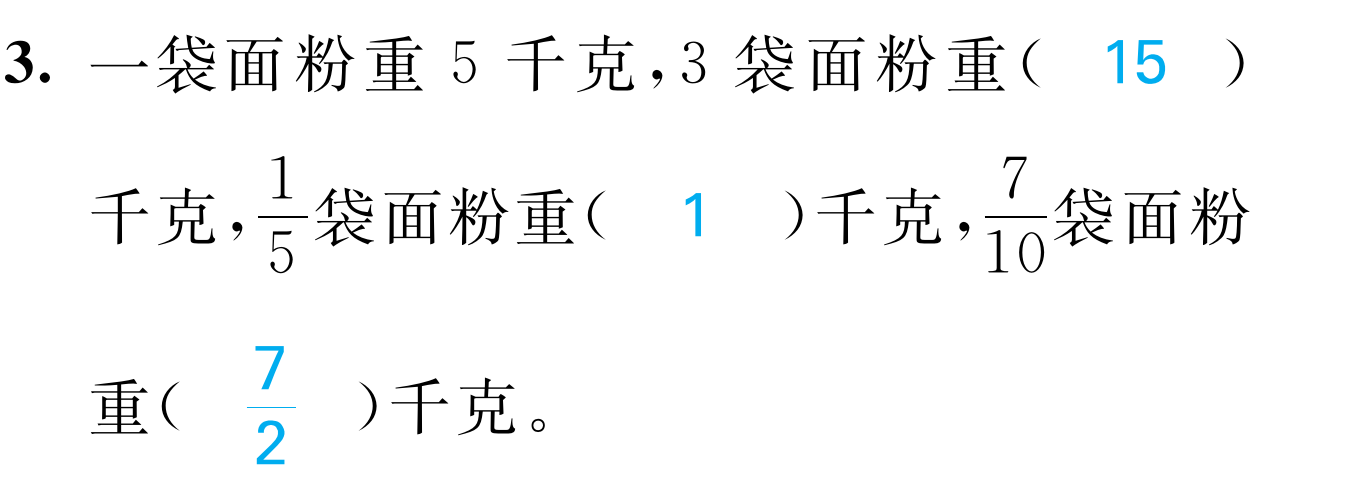 3. 一袋面粉重 5 千克,3 袋面粉重( 15 )
千克,1/5袋面粉重( 1 )千克,7/10袋面粉
重( 7/2 )千克。